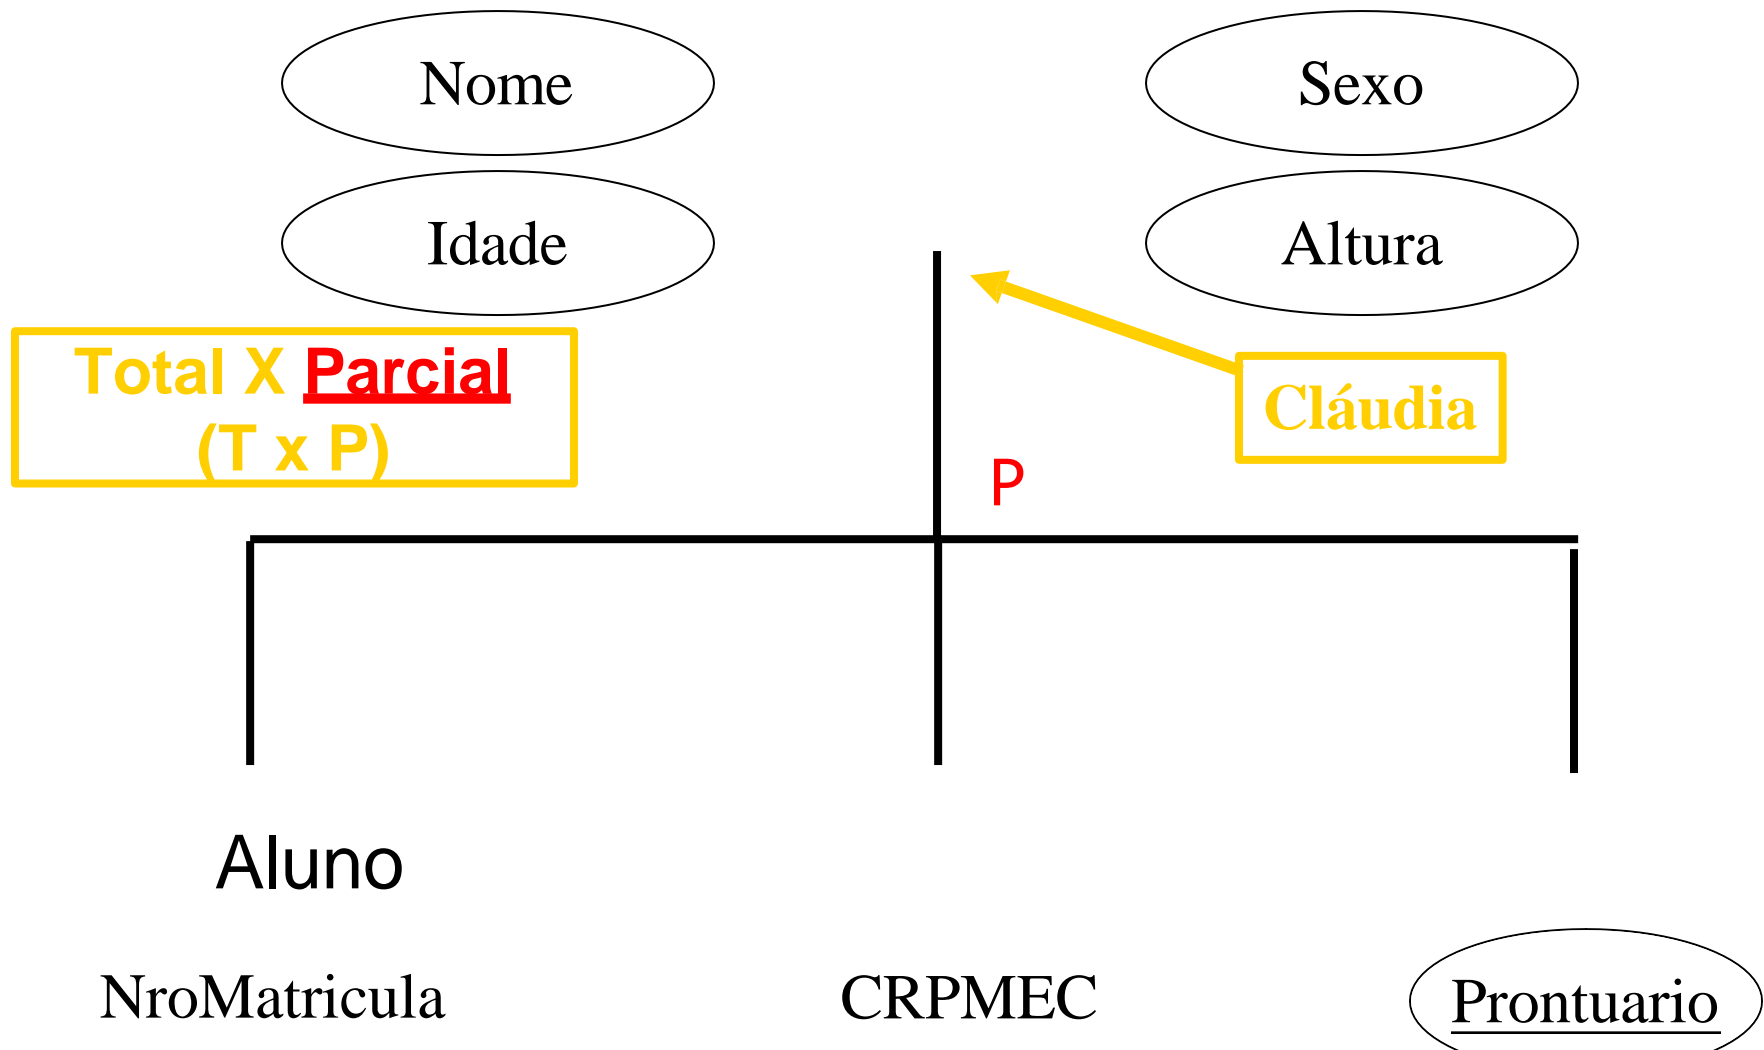 Nome
Sexo
Idade
Altura
Total X Parcial
(T x P)
Cláudia
P
Aluno
NroMatricula
CRPMEC
Prontuario